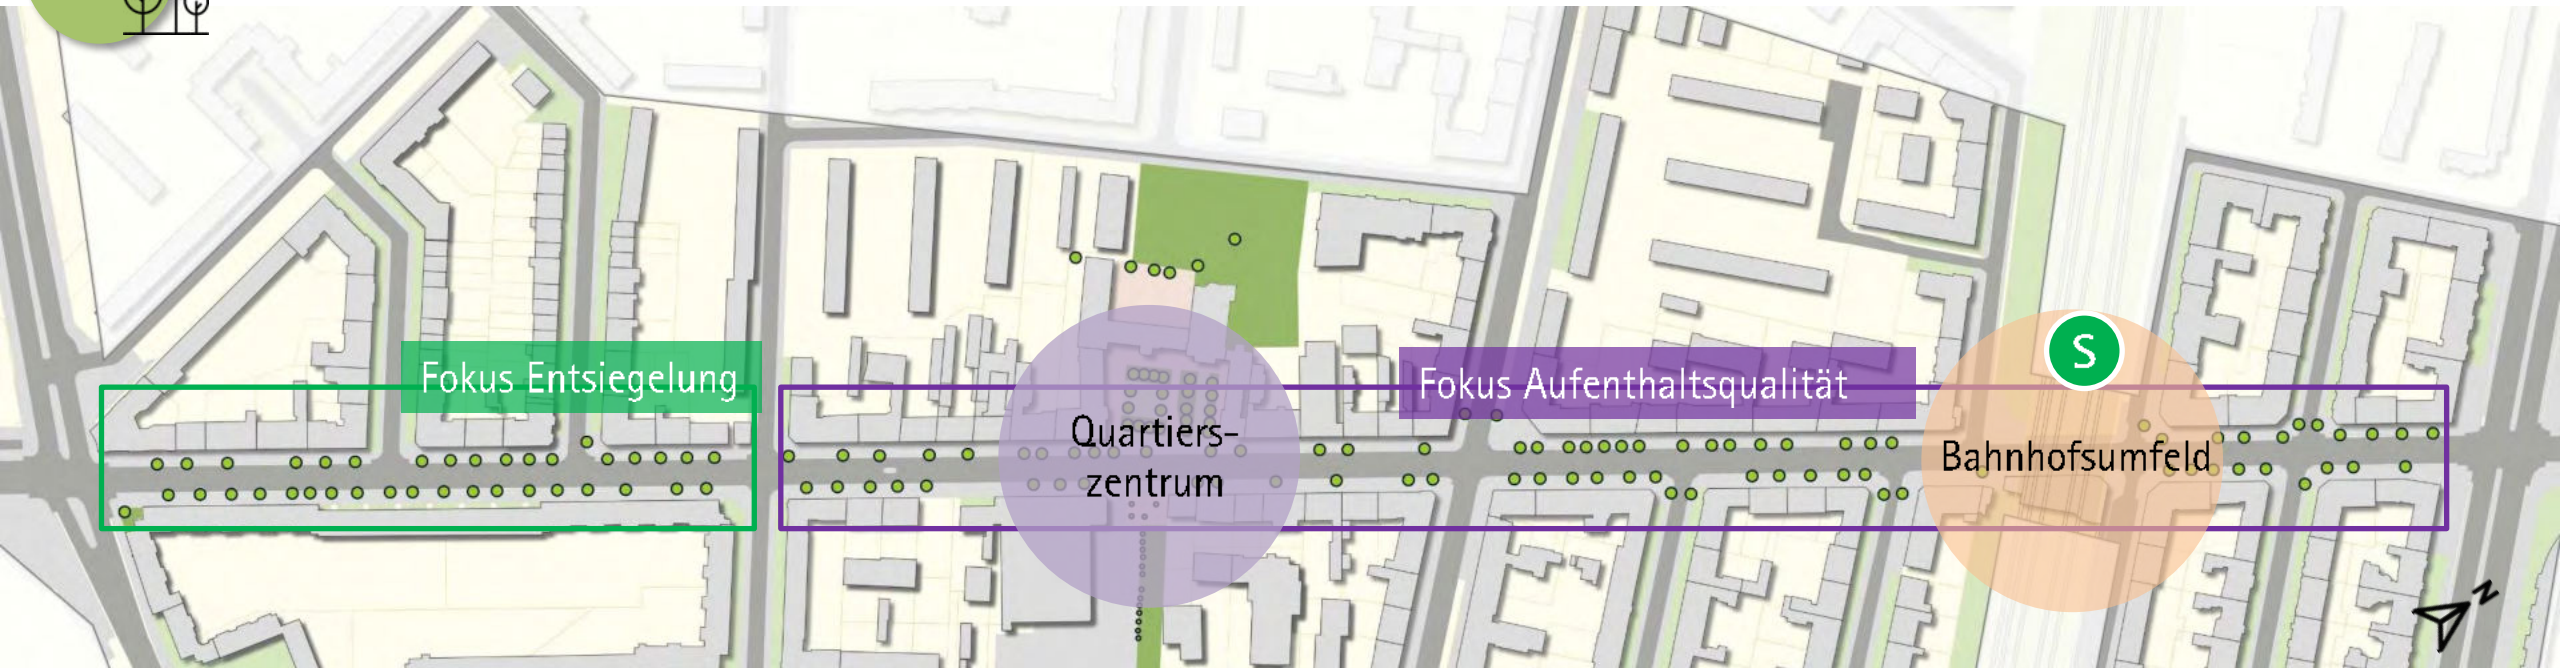 Fokus Entsiegelung
Fokus Aufenthaltsqualität
S
Quartiers-
zentrum
Bahnhofsumfeld
N